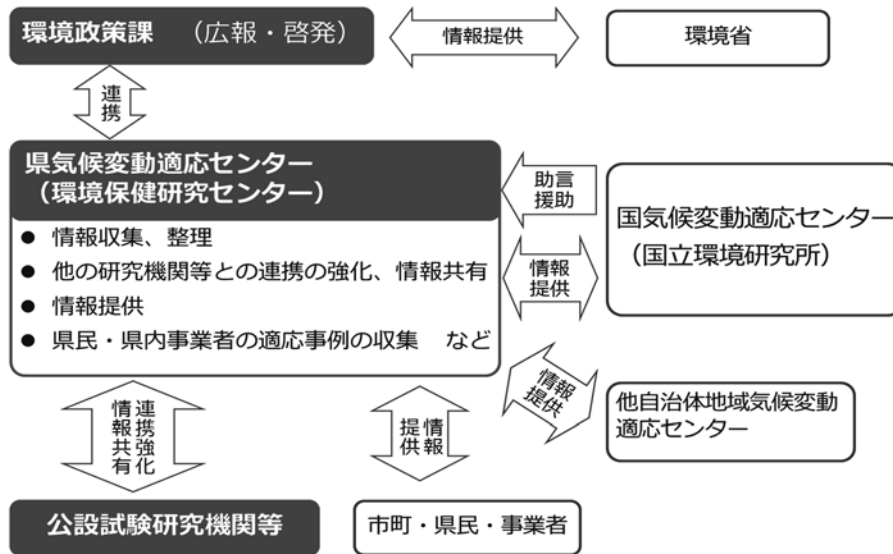 環境政策課 （広報・啓発）
情報提供
環境省
連携
県気候変動適応センター
（環境保健研究センター）
● 情報収集、整理
● 他の研究機関等との連携の強化、情報共有
● 情報提供
● 県民・県内事業者の適応事例の収集 など
助言
援助
国気候変動適応センター
（国立環境研究所）
情報
提供
情報
提供
他自治体地域気候変動
適応センター
連携強化
情報共有
情報
提供
公設試験研究機関等
市町・県民・事業者